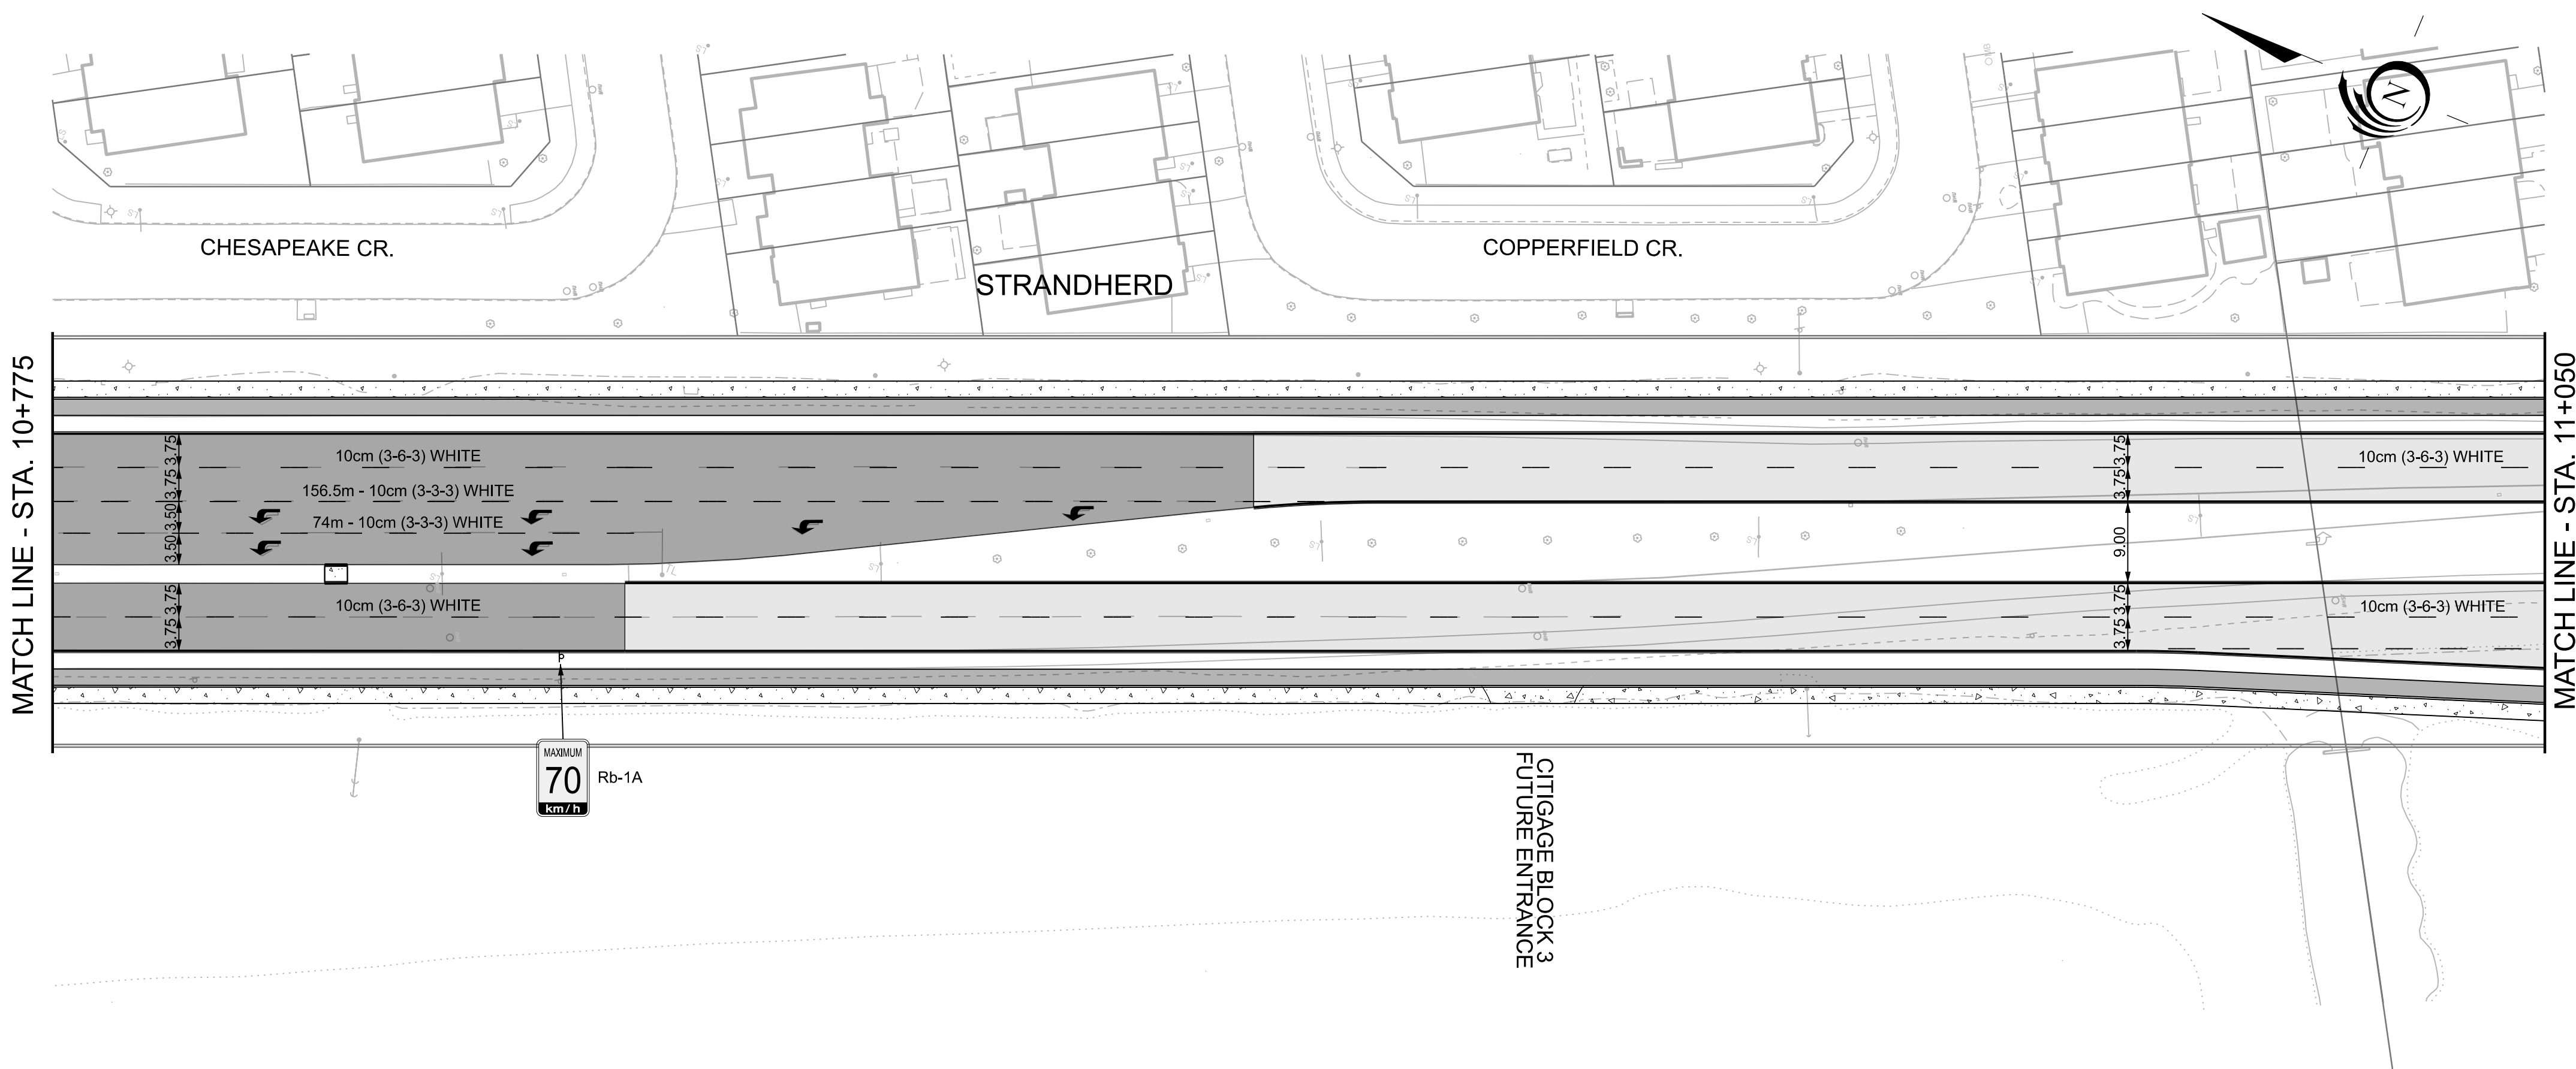 N
CHESAPEAKE CR.
COPPERFIELD CR.
STRANDHERD
MATCH LINE - STA. 10+775
MATCH LINE - STA. 11+050
3.75
3.75
3.50
3.50
3.75
3.75
10cm (3-6-3) WHITE
156.5m - 10cm (3-3-3) WHITE
74m - 10cm (3-3-3) WHITE
10cm (3-6-3) WHITE
3.75
3.75
9.00
3.75
3.75
10cm (3-6-3) WHITE
10cm (3-6-3) WHITE
TL
P
MAXIMUM
70
km/h
Rb-1A
CITIGAGE BLOCK 3
FUTURE ENTRANCE